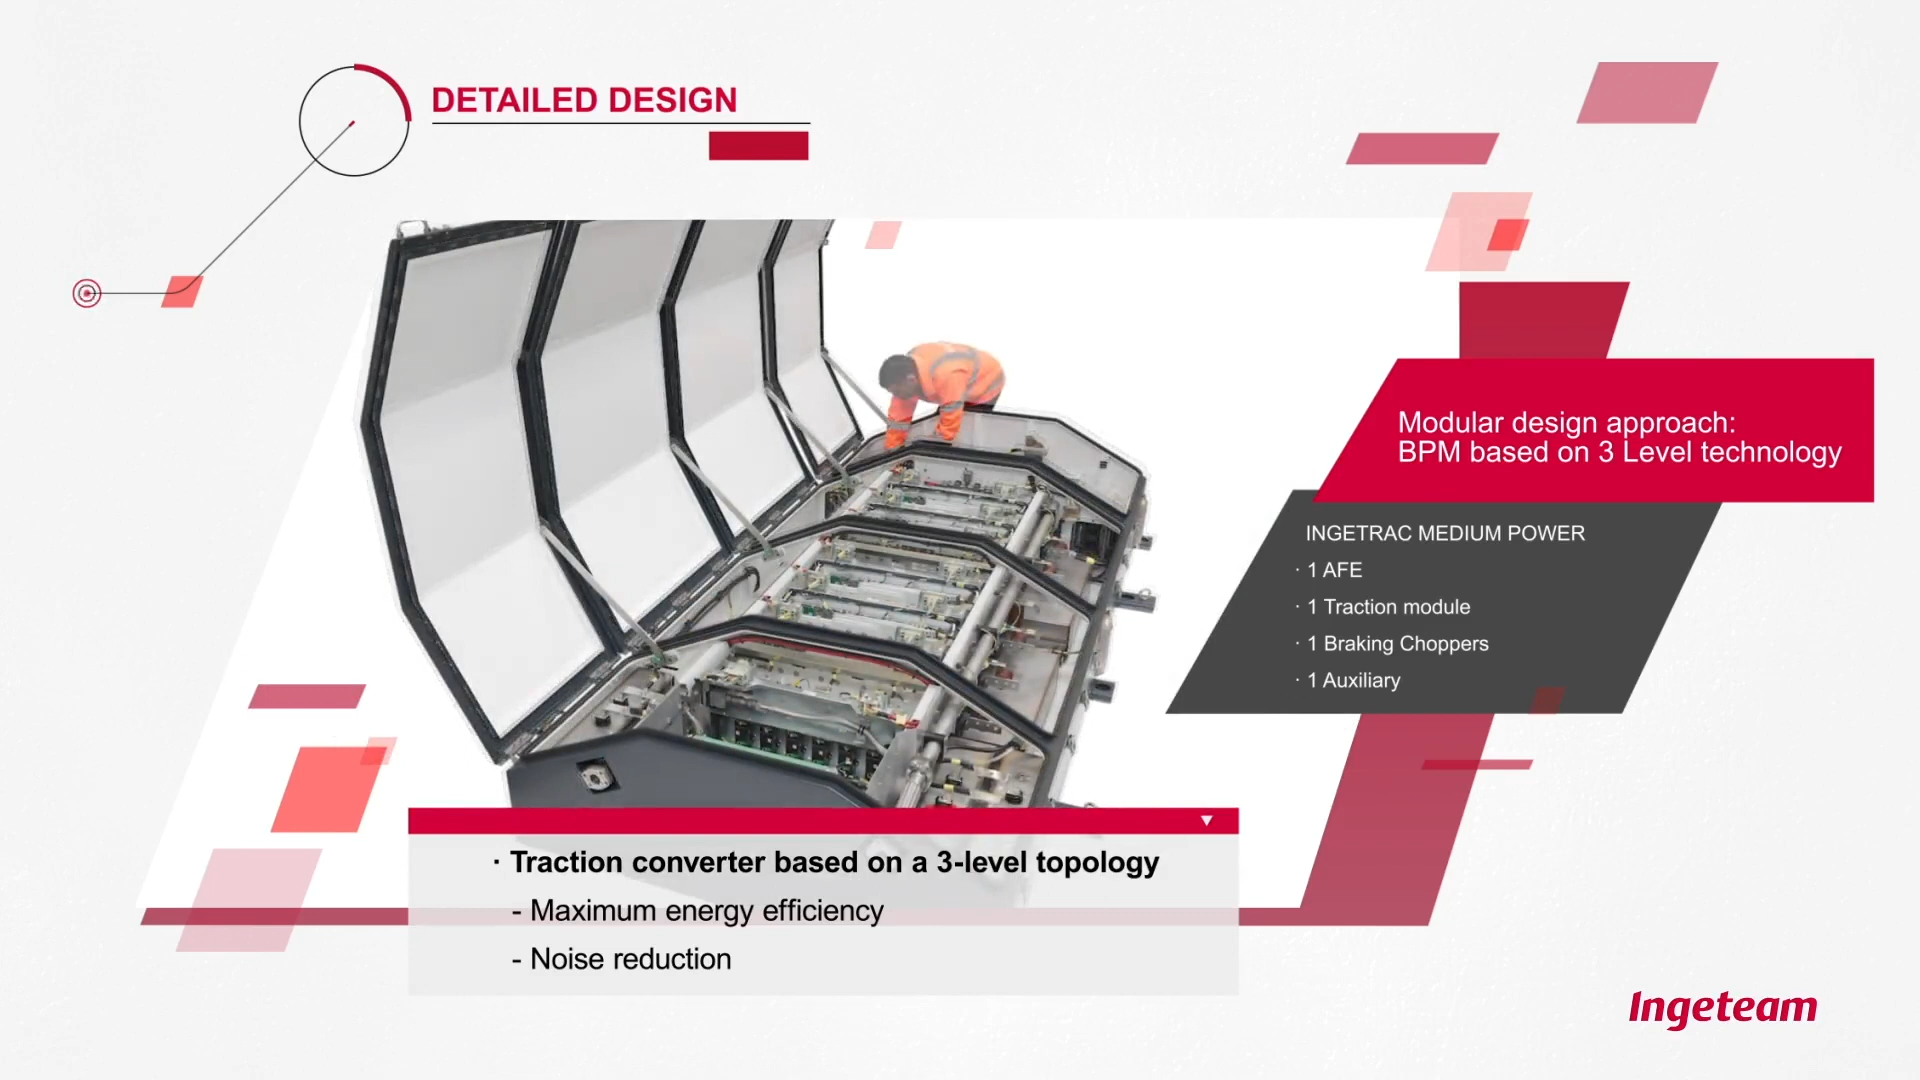 DETAILED DESIGN
Modular design approach:
BPM based on 3 Level technology
INGETRAC MEDIUM POWER
· 1 AFE
· 1 Traction module
· 1 Braking Choppers
· 1 Auxiliary
· Traction converter based on a 3-level topology
- Maximum energy efficiency
- Noise reduction
Ingeteam